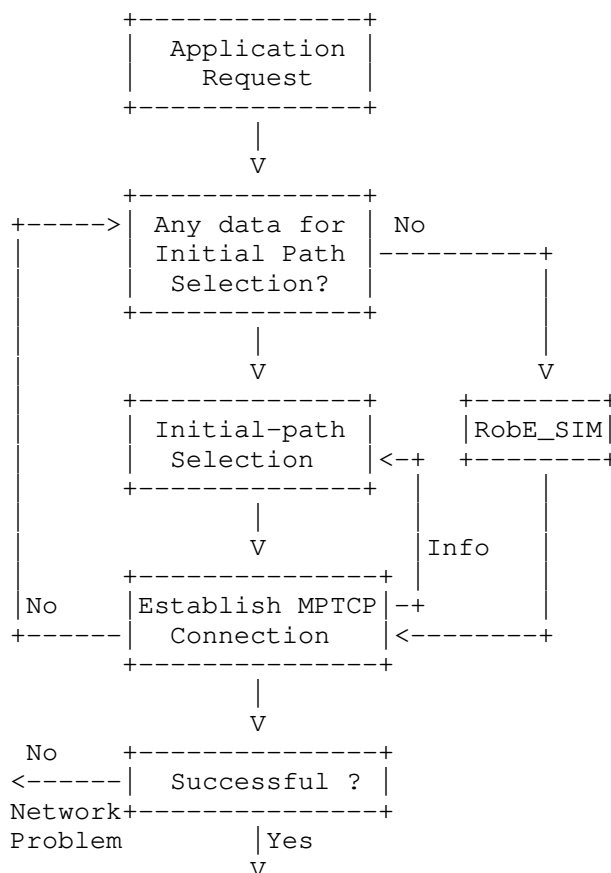 Application
Request
Any data for
Initial Path
Selection?
No
Initial-path
Selection
RobE_SIM
Info
No
Establish MPTCP
Connection
No
Successful ?
Network
Problem
Yes